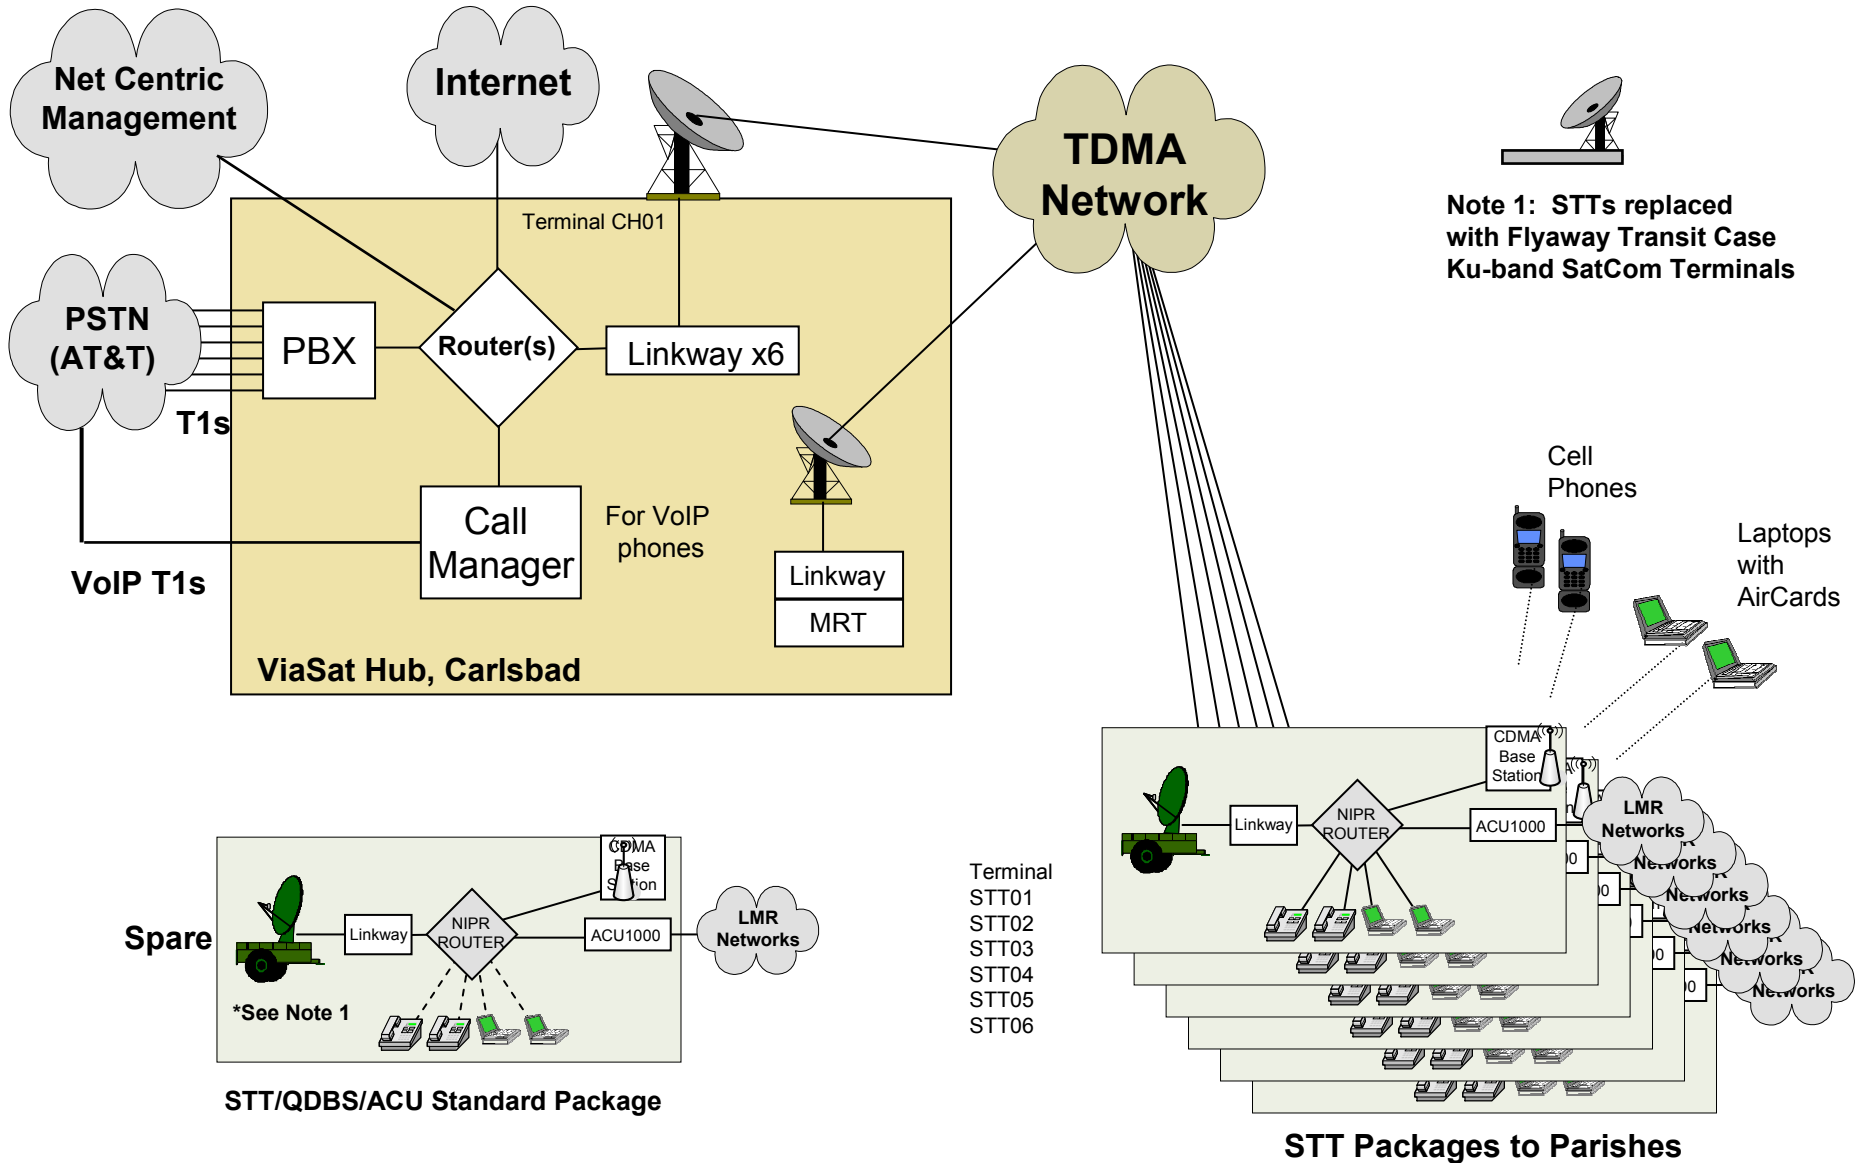 Net Centric
Management
Internet
TDMA
Network
Note 1: STTs replaced
with Flyaway Transit Case
Ku-band SatCom Terminals
Terminal CH01
PSTN
(AT&T)
PBX
Router(s)
Linkway x6
T1s
Call
Manager
For VoIP
phones
VoIP T1s
Linkway
MRT
ViaSat Hub, Carlsbad
Cell
Phones
Laptops
with
AirCards
CDMA
Base
Station
Linkway
NIPR
ROUTER
ACU1000
LMR
Networks
Networks
Networks
Networks
Networks
Networks
Terminal
STT01
STT02
STT03
STT04
STT05
STT06
STT Packages to Parishes
Spare
Linkway
NIPR
ROUTER
CDMA
Base
Station
ACU1000
LMR
Networks
*See Note 1
STT/QDBS/ACU Standard Package